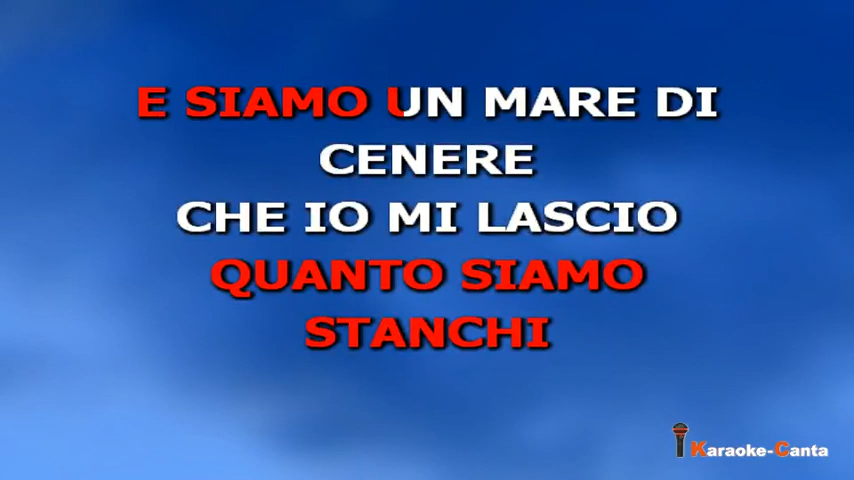 E SIAMO UN MARE DI
CENERE
CHE IO MI LASCIO
QUANTO SIAMO
STANCHI
Karaoke-Canta